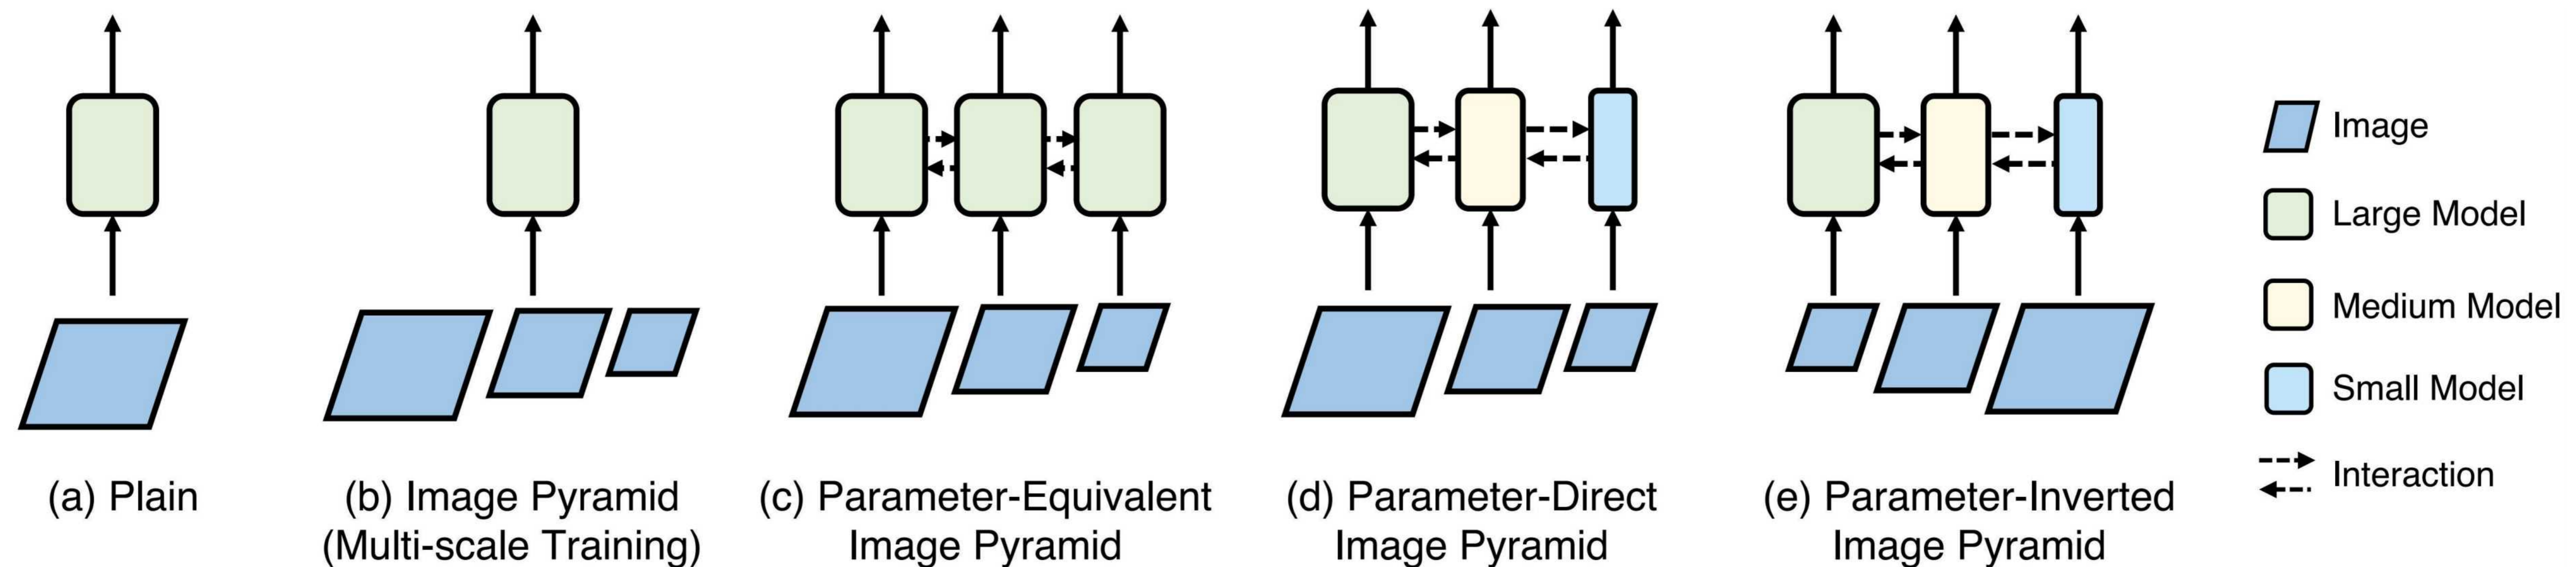 Image
Large Model
Medium Model
Small Model
Interaction
(a) Plain
(b) Image Pyramid
(Multi-scale Training)
(c) Parameter-Equivalent
Image Pyramid
(d) Parameter-Direct
Image Pyramid
(e) Parameter-Inverted
Image Pyramid